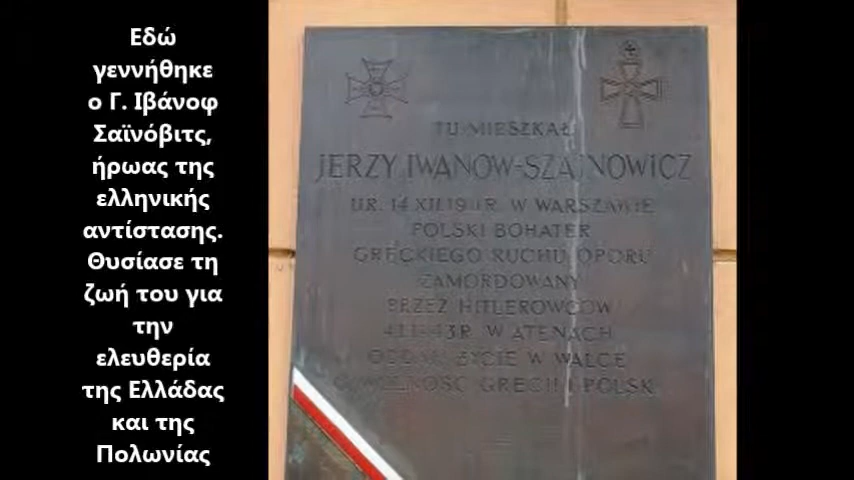 Εδώ
γεννήθηκε
ο Γ. Ιβάνοφ
Σαϊνόβιτς,
ήρωας της
ελληνικής
αντίστασης.
Θυσίασε τη
ζωή του για
την
ελευθερία
της Ελλάδας
και της
Πολωνίας
TU MIESZKAŁ
JERZY IWANOW-SZAJNOWICZ
UR. 14 XII 1911 R. W WARSZAWIE
POLSKI BOHATER
GRECKIEGO RUCHU OPORU
ZAMORDOWANY
PRZEZ HITLEROWCÓW
4 I 1943 R. W ATENACH
ODDAŁ ŻYCIE W WALCE
O WOLNOŚĆ GRECJI I POLSKI